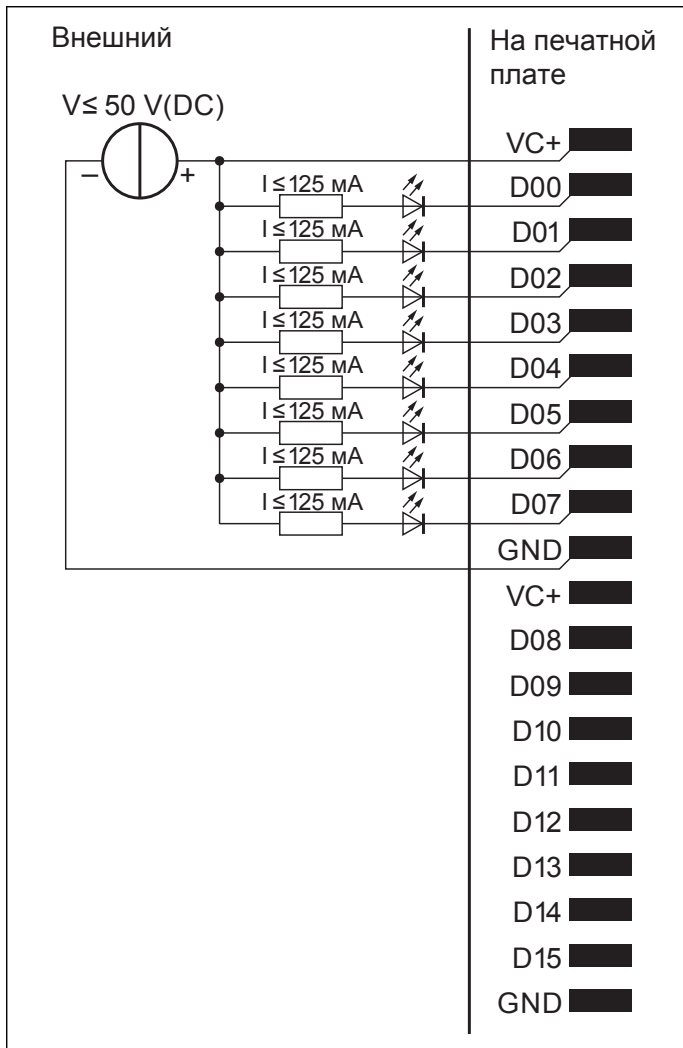 Внешний
На печатной
плате
V≤ 50 V(DC)
– +
VC+
I ≤125 мА
D00
I ≤125 мА
D01
I ≤125 мА
D02
I ≤125 мА
D03
I ≤125 мА
D04
I ≤125 мА
D05
I ≤125 мА
D06
I ≤125 мА
D07
GND
VC+
D08
D09
D10
D11
D12
D13
D14
D15
GND